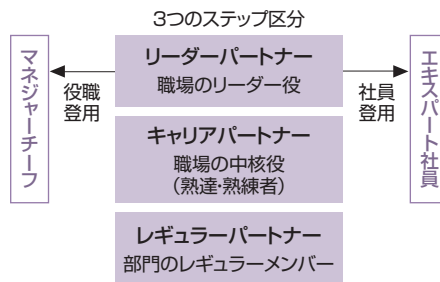 3つのステップ区分
マネジャーチーフ
役職
登用
リーダーパートナー
職場のリーダー役
社員
登用
エキスパート社員
キャリアパートナー
職場の中核役
（熟達・熟練者）
レギュラーパートナー
部門のレギュラーメンバー